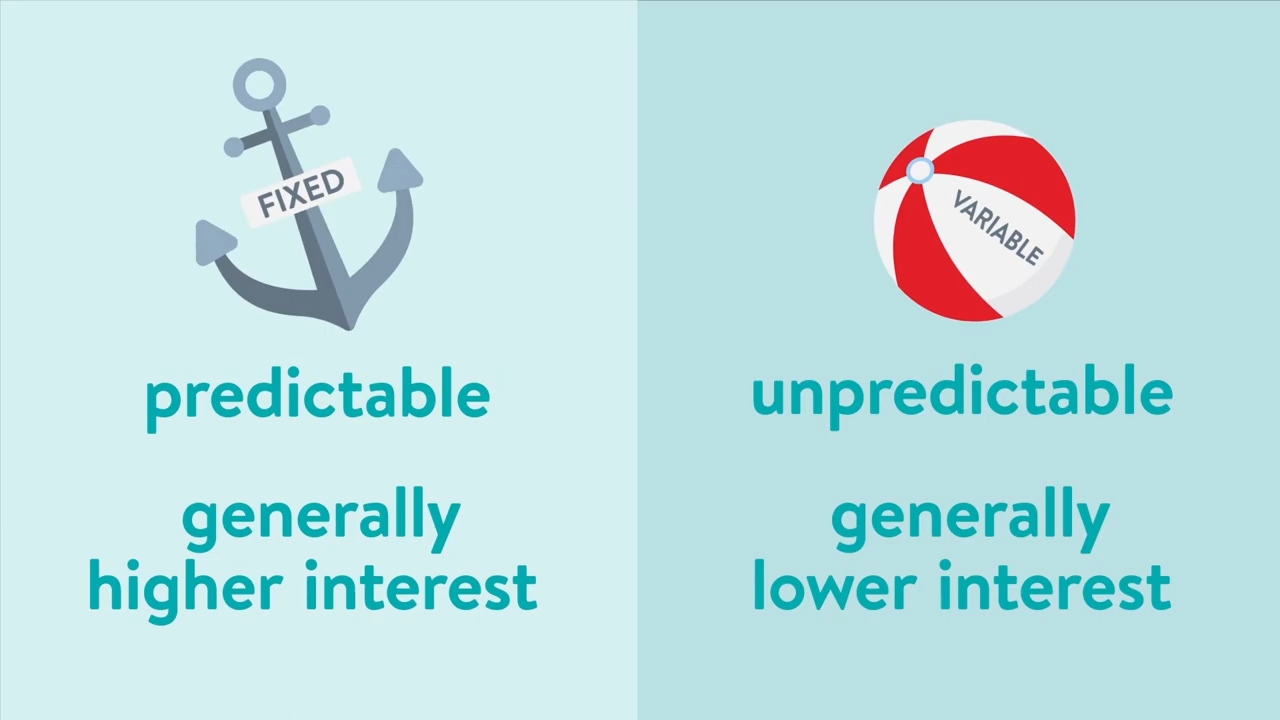 FIXED
predictable
generally
higher interest
VARIABLE
unpredictable
generally
lower interest